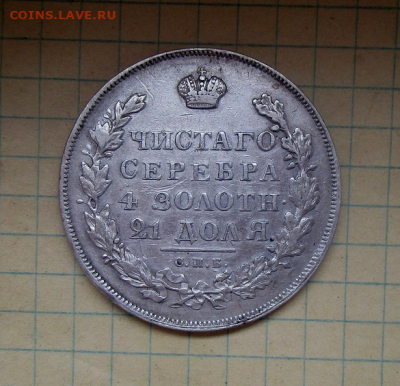 COINS.LAVE.RU
ЧИСТАГО
СЕРЕБРА
4 ЗОЛОТН.
21 ДОЛЯ.
С.П.Б.